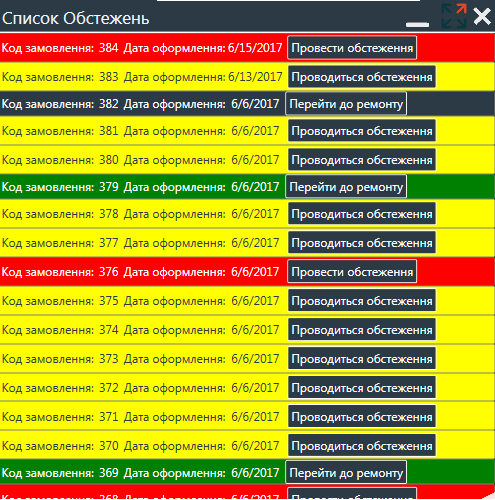 Список Обстежень
Код замовлення: 384 Дата оформлення: 6/15/2017 Провести обстеження
Код замовлення: 383 Дата оформлення: 6/13/2017 Проводиться обстеження
Код замовлення: 382 Дата оформлення: 6/6/2017 Перейти до ремонту
Код замовлення: 381 Дата оформлення: 6/6/2017 Проводиться обстеження
Код замовлення: 380 Дата оформлення: 6/6/2017 Проводиться обстеження
Код замовлення: 379 Дата оформлення: 6/6/2017 Перейти до ремонту
Код замовлення: 378 Дата оформлення: 6/6/2017 Проводиться обстеження
Код замовлення: 377 Дата оформлення: 6/6/2017 Проводиться обстеження
Код замовлення: 376 Дата оформлення: 6/6/2017 Провести обстеження
Код замовлення: 375 Дата оформлення: 6/6/2017 Проводиться обстеження
Код замовлення: 374 Дата оформлення: 6/6/2017 Проводиться обстеження
Код замовлення: 373 Дата оформлення: 6/6/2017 Проводиться обстеження
Код замовлення: 372 Дата оформлення: 6/6/2017 Проводиться обстеження
Код замовлення: 371 Дата оформлення: 6/6/2017 Проводиться обстеження
Код замовлення: 370 Дата оформлення: 6/6/2017 Проводиться обстеження
Код замовлення: 369 Дата оформлення: 6/6/2017 Перейти до ремонту
Код замовлення: 368 Дата оформлення: 6/6/2017 Провести обстеження